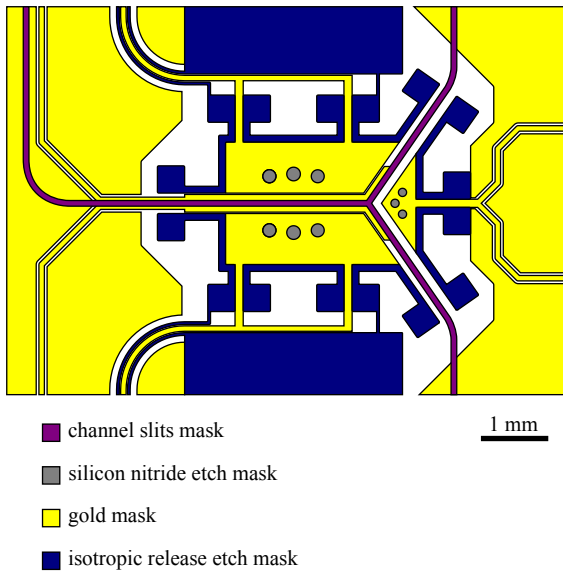 1 mm
channel slits mask
silicon nitride etch mask
gold mask
isotropic release etch mask